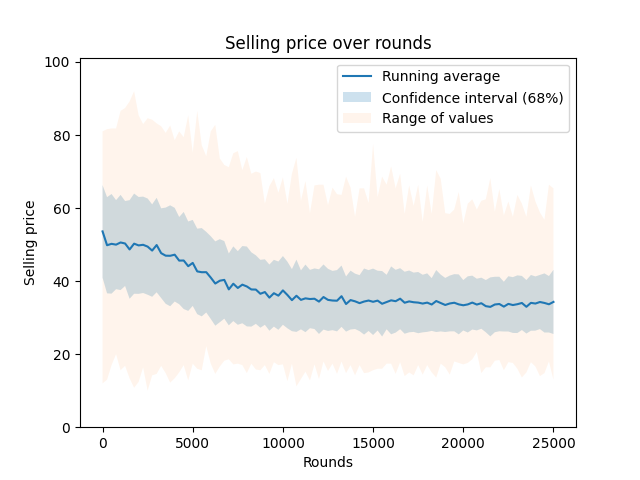 Selling price over rounds
Running average
Confidence interval (68%)
Range of values
Selling price
100
80
60
40
20
0
0 5000 10000 15000 20000 25000
Rounds